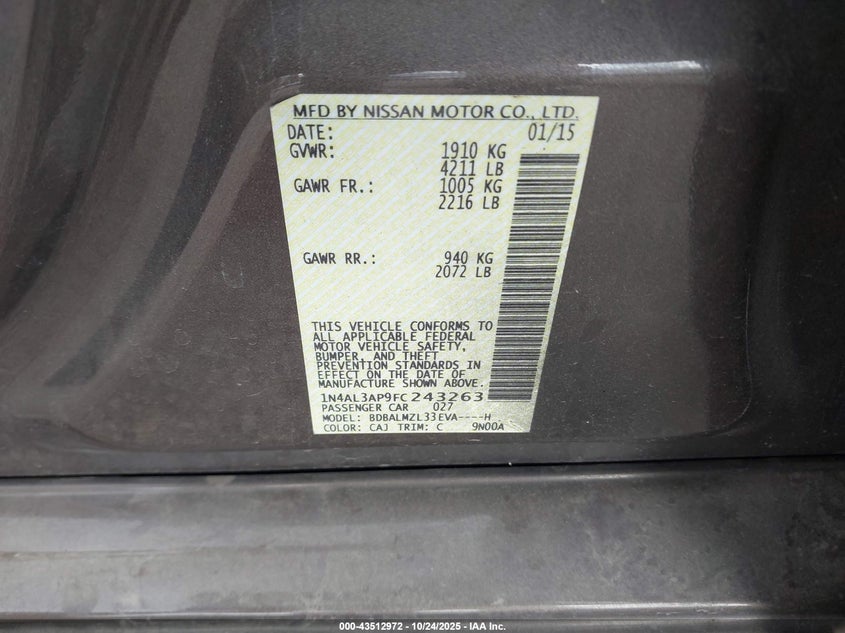 MFD BY NISSAN MOTOR CO., LTD.
DATE: 01/15
GVWR: 1910 KG
4211 LB
GAWR FR.: 1005 KG
2216 LB
GAWR RR.: 940 KG
2072 LB
THIS VEHICLE CONFORMS TO
ALL APPLICABLE FEDERAL
MOTOR VEHICLE SAFETY,
BUMPER, AND THEFT
PREVENTION STANDARDS IN
EFFECT ON THE DATE OF
MANUFACTURE SHOWN ABOVE.
1N4AL3AP9FC243263
PASSENGER CAR 027
MODEL: BDBALMZL33EVA----H
COLOR: CAJ TRIM: C 9N00A
000-43512972 - 10/24/2025 - IAA Inc.